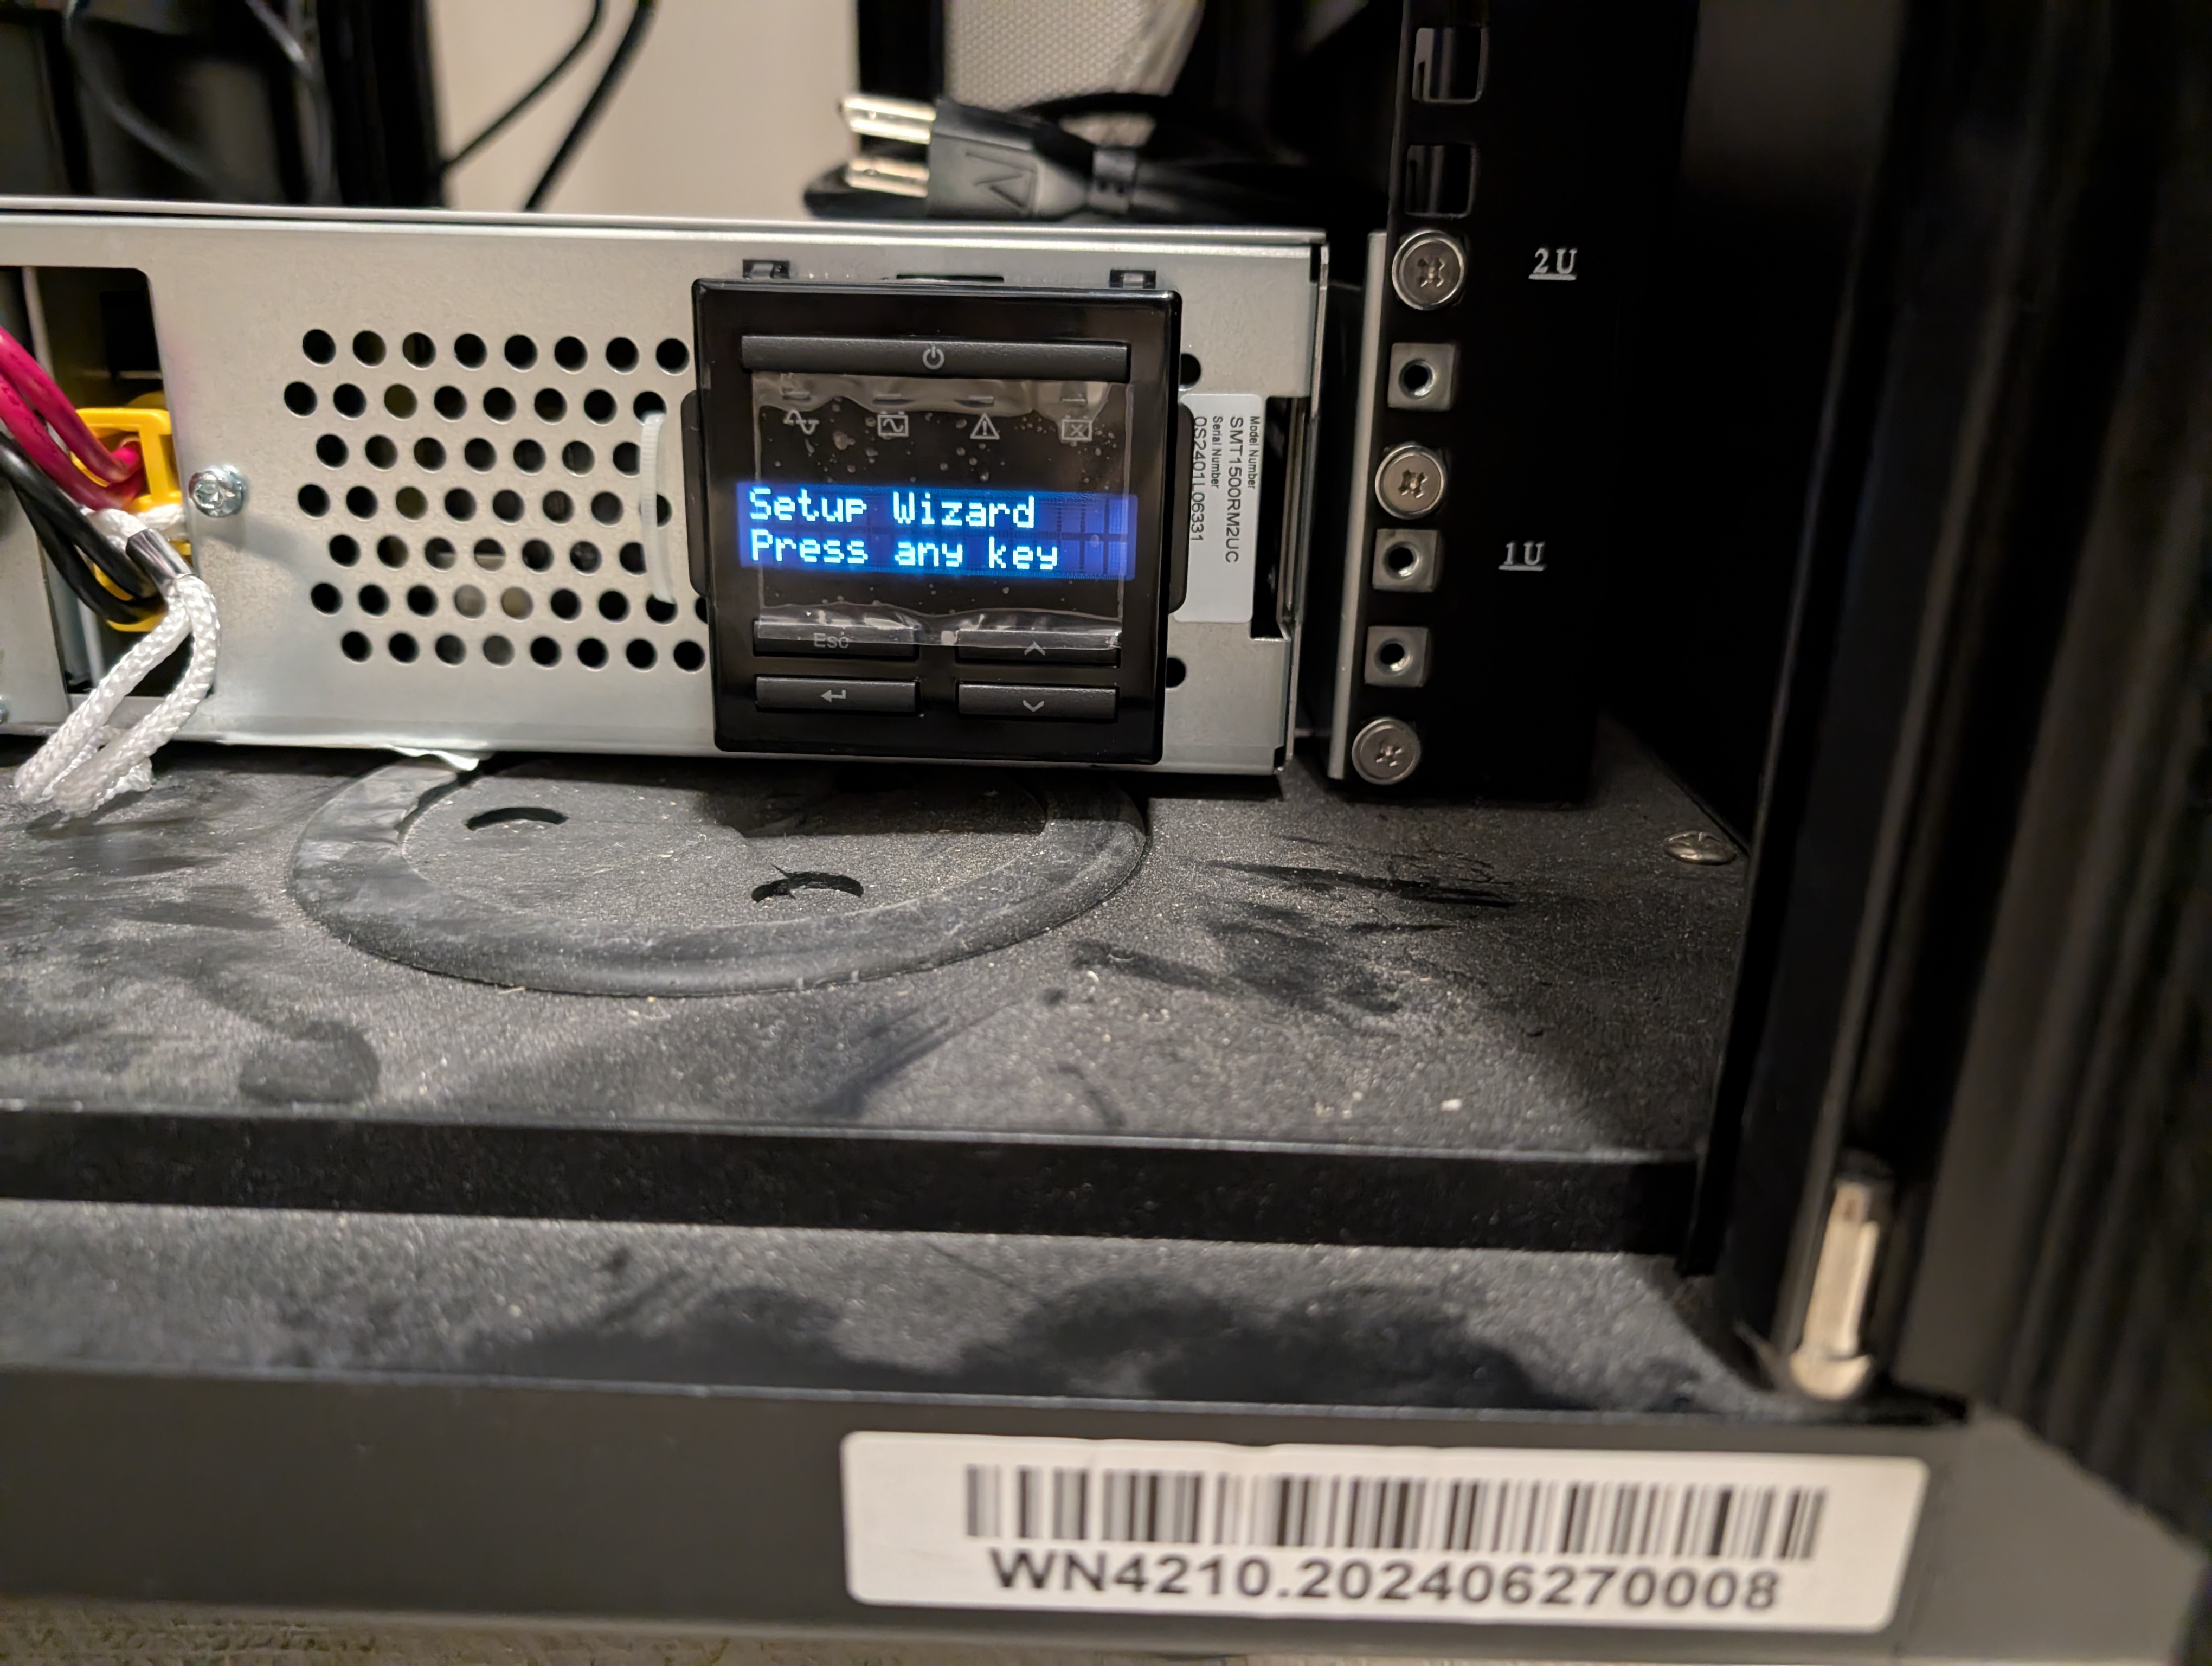 2U
Setup Wizard
Press any key
Esc
Model Number
SMT1500RM2UC
Serial Number
1U
WN4210.202406270008